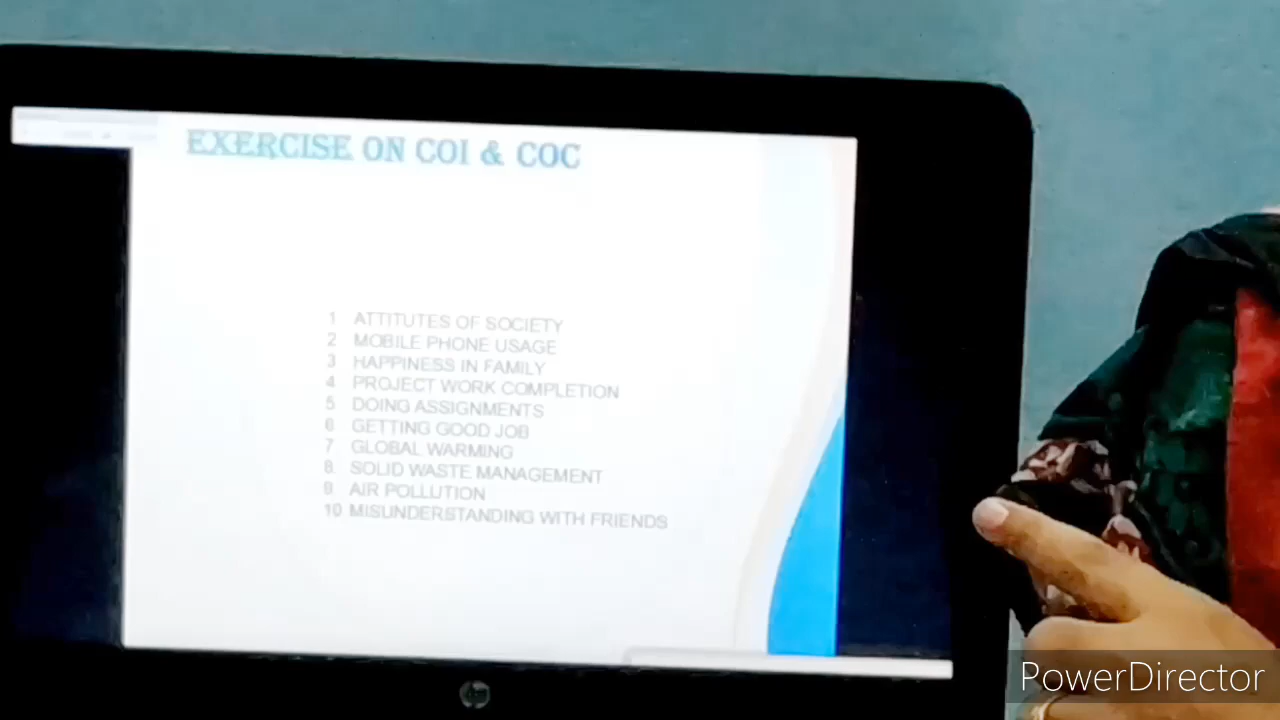 EXERCISE ON COI & COC
1 ATTITUTES OF SOCIETY
2 MOBILE PHONE USAGE
3 HAPPINESS IN FAMILY
4 PROJECT WORK COMPLETION
5 DOING ASSIGNMENTS
6 GETTING GOOD JOB
7 GLOBAL WARMING
8. SOLID WASTE MANAGEMENT
9. AIR POLLUTION
10 MISUNDERSTANDING WITH FRIENDS
hp
PowerDirector